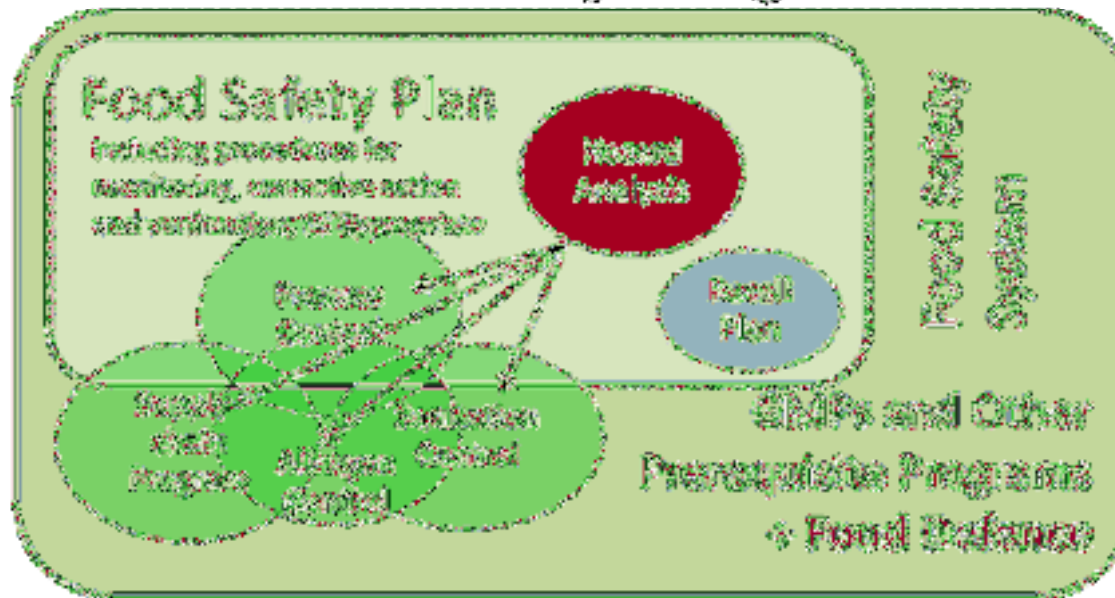 Food Safety Plan
Including procedures for
monitoring, corrective action
and verification,
Hazard
Analysis
Recall
Plan
Process
Control
Supply
Chain
Program
Allergen
Control
Sanitation
Control
Food Safety
System
GMPs and Other
Prerequisite Programs
+ Food Defense